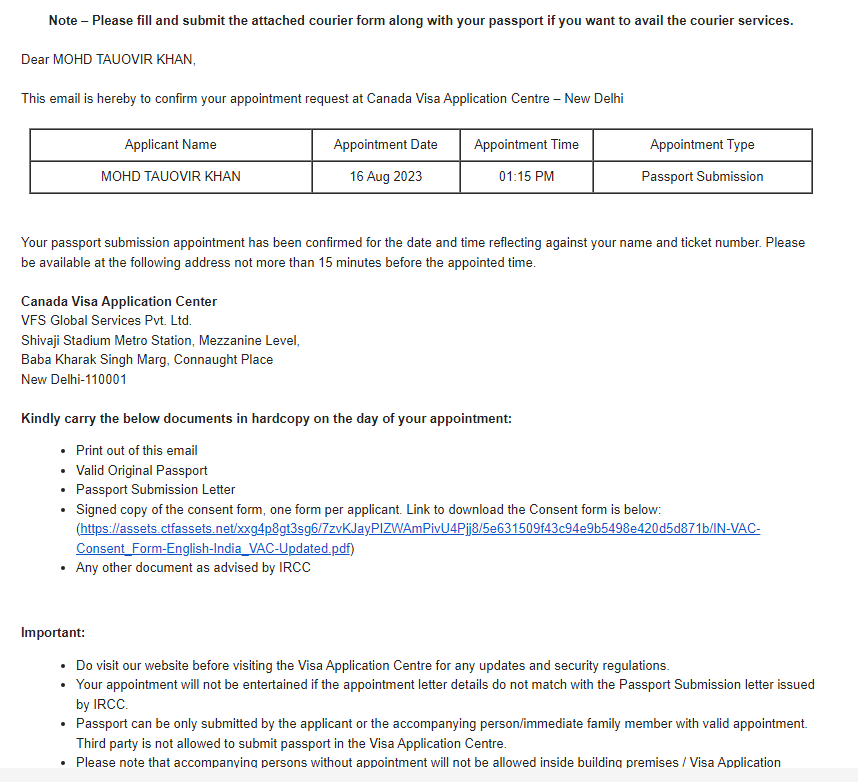 Note – Please fill and submit the attached courier form along with your passport if you want to avail the courier services.
Dear MOHD TAUOVIR KHAN,
This email is hereby to confirm your appointment request at Canada Visa Application Centre – New Delhi
Applicant Name Appointment Date Appointment Time Appointment Type
MOHD TAUOVIR KHAN 16 Aug 2023 01:15 PM Passport Submission
Your passport submission appointment has been confirmed for the date and time reflecting against your name and ticket number. Please
be available at the following address not more than 15 minutes before the appointed time.
Canada Visa Application Center
VFS Global Services Pvt. Ltd.
Shivaji Stadium Metro Station, Mezzanine Level,
Baba Kharak Singh Marg, Connaught Place
New Delhi-110001
Kindly carry the below documents in hardcopy on the day of your appointment:
• Print out of this email
• Valid Original Passport
• Passport Submission Letter
• Signed copy of the consent form, one form per applicant. Link to download the Consent form is below:
(https://assets.ctfassets.net/xxg4p8gt3sg6/7zvKJayPIZWAmPivU4Pjj8/5e631509f43c94e9b5498e420d5d871b/IN-VAC-
Consent_Form-English-India_VAC-Updated.pdf)
• Any other document as advised by IRCC
Important:
• Do visit our website before visiting the Visa Application Centre for any updates and security regulations.
• Your appointment will not be entertained if the appointment letter details do not match with the Passport Submission letter issued
by IRCC.
• Passport can be only submitted by the applicant or the accompanying person/immediate family member with valid appointment.
Third party is not allowed to submit passport in the Visa Application Centre.
• Please note that accompanying persons without appointment will not be allowed inside building premises / Visa Application